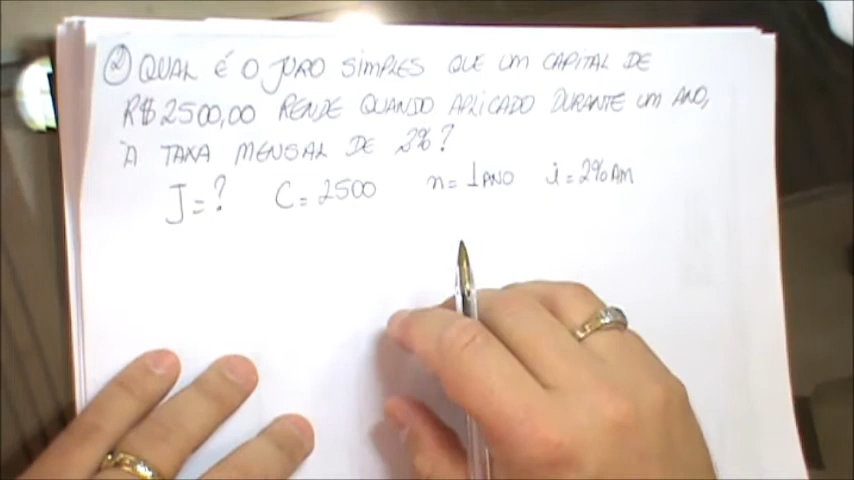 ② QUAL É O JURO SIMPLES QUE UM CAPITAL DE
R$ 2500,00 RENDE QUANDO APLICADO DURANTE UM ANO,
À TAXA MENSAL DE 2%?
J = ? C = 2500 n = 1 ANO i = 2% AM